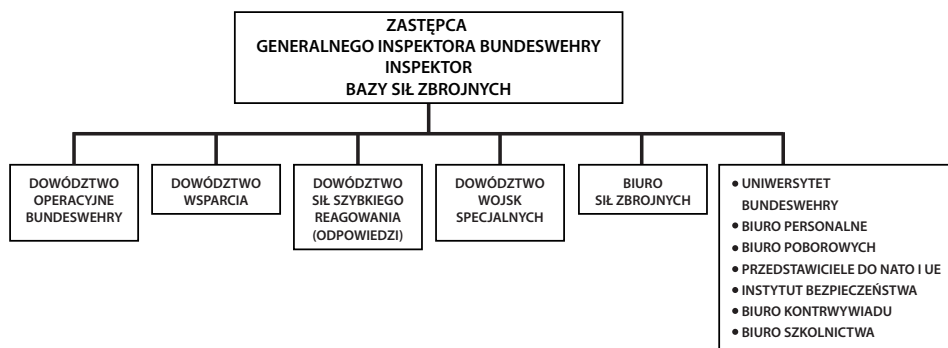 ZASTĘPCA
GENERALNEGO INSPEKTORA BUNDESWEHRY
INSPEKTOR
BAZY SIŁ ZBROJNYCH
DOWÓDZTWO
OPERACYJNE
BUNDESWEHRY
DOWÓDZTWO
WSPARCIA
DOWÓDZTWO
SIŁ SZYBKIEGO
REAGOWANIA
(ODPOWIEDZI)
DOWÓDZTWO
WOJSK
SPECJALNYCH
BIURO
SIŁ ZBROJNYCH
• UNIWERSYTET
BUNDESWEHRY
• BIURO PERSONALNE
• BIURO POBOROWYCH
• PRZEDSTAWICIELE DO NATO I UE
• INSTYTUT BEZPIECZEŃSTWA
• BIURO KONTRWYWIADU
• BIURO SZKOLNICTWA